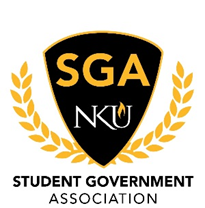 SGA
NKU
STUDENT GOVERNMENT
ASSOCIATION